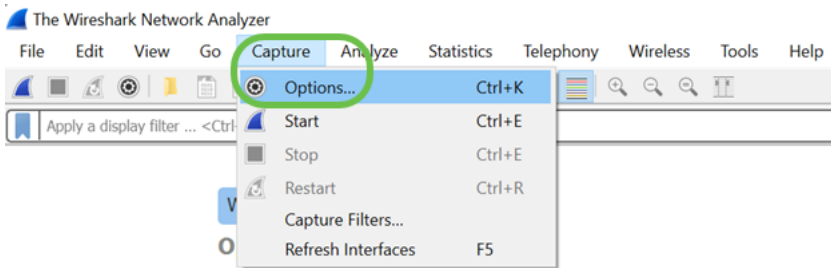 The Wireshark Network Analyzer
File Edit View Go Capture Analyze Statistics Telephony Wireless Tools Help
Options... Ctrl+K
Apply a display filter ... <Ctrl-
Start Ctrl+E
Stop Ctrl+E
Restart Ctrl+R
Capture Filters...
Refresh Interfaces F5